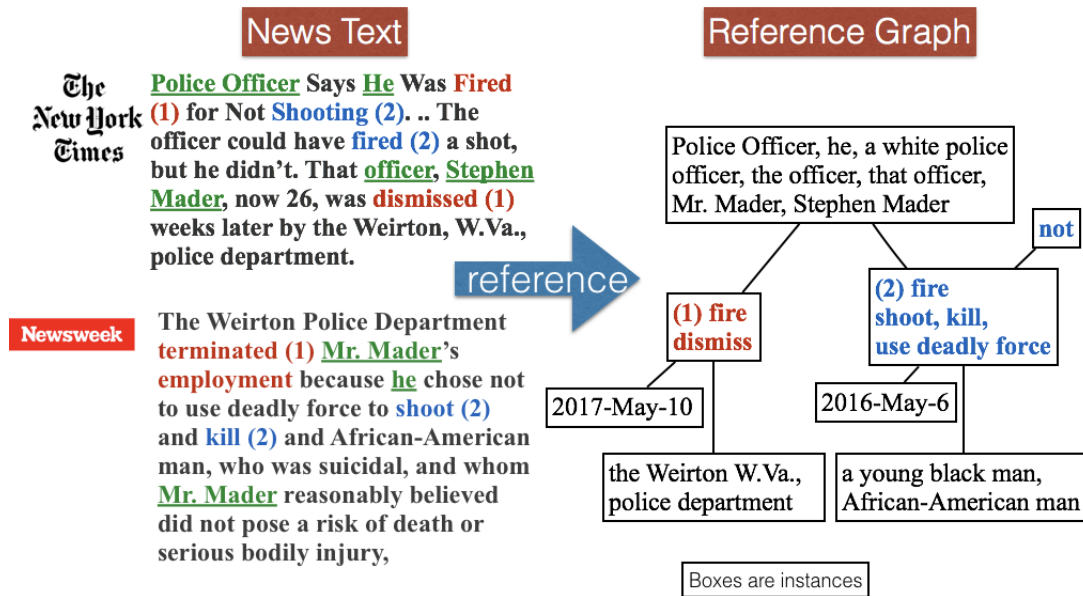 News Text
The
New York
Times
Police Officer Says He Was Fired
(1) for Not Shooting (2). .. The
officer could have fired (2) a shot,
but he didn't. That officer, Stephen
Mader, now 26, was dismissed (1)
weeks later by the Weirton, W.Va.,
police department.
Newsweek
The Weirton Police Department
terminated (1) Mr. Mader's
employment because he chose not
to use deadly force to shoot (2)
and kill (2) and African-American
man, who was suicidal, and whom
Mr. Mader reasonably believed
did not pose a risk of death or
serious bodily injury,
reference
Reference Graph
Police Officer, he, a white police
officer, the officer, that officer,
Mr. Mader, Stephen Mader
not
(1) fire
dismiss
(2) fire
shoot, kill,
use deadly force
2017-May-10
2016-May-6
the Weirton W.Va.,
police department
a young black man,
African-American man
Boxes are instances